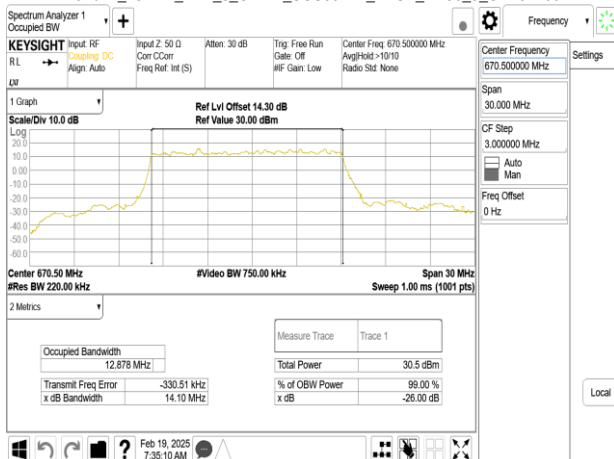 Spectrum Analyzer 1
Occupied BW
Frequency
KEYSIGHT
Input: RF
Input Z: 50 Ω
Atten: 30 dB
Trig: Free Run
Center Freq: 670.500000 MHz
RL
Coupling: DC
Corr CCorr
Gate: Off
Avg|Hold:>10/10
Align: Auto
Freq Ref: Int (S)
#IF Gain: Low
Radio Std: None
LXI
Center Frequency
670.500000 MHz
Settings
Span
30.000 MHz
CF Step
3.000000 MHz
Auto
Man
Freq Offset
0 Hz
Local
1 Graph
Scale/Div 10.0 dB
Ref Lvl Offset 14.30 dB
Ref Value 30.00 dBm
Log
20.0
10.0
0.00
-10.0
-20.0
-30.0
-40.0
-50.0
-60.0
Center 670.50 MHz
#Video BW 750.00 kHz
Span 30 MHz
#Res BW 220.00 kHz
Sweep 1.00 ms (1001 pts)
2 Metrics
Measure Trace
Trace 1
Occupied Bandwidth
12.878 MHz
Total Power
30.5 dBm
Transmit Freq Error
-330.51 kHz
% of OBW Power
99.00 %
x dB Bandwidth
14.10 MHz
x dB
-26.00 dB
?
Feb 19, 2025
7:35:10 AM